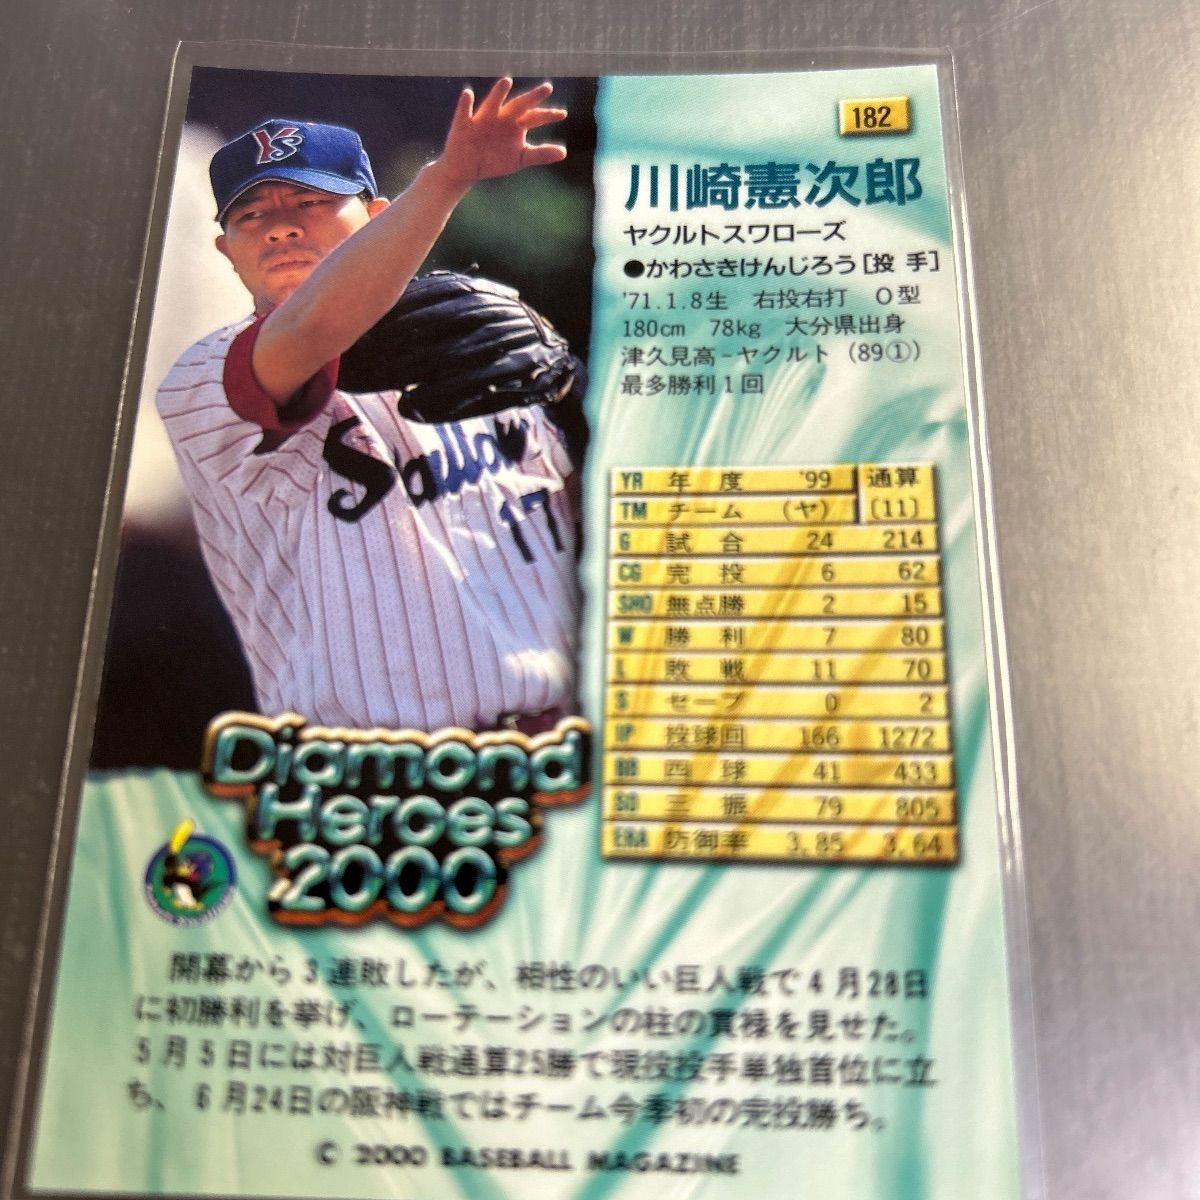 182
川崎憲次郎
ヤクルトスワローズ
●かわさきけんじろう[投 手]
'71.1.8生 右投右打 O型
180cm 78kg 大分県出身
津久見高-ヤクルト(89①)
最多勝利1回
YR 年度 '99 通算
TM チーム (ヤ) [11]
G 試合 24 214
CG 完投 6 62
SHO 無点勝 2 15
W 勝利 7 80
L 敗戦 11 70
S セーブ 0 2
IP 投球回 166 1272
BB 四球 41 433
SO 三振 79 805
ERA 防御率 3.85 3.64
YS
Swallows
17
Diamond
Heroes
2000
開幕から3連敗したが、相性のいい巨人戦で4月28日
に初勝利を挙げ、ローテーションの柱の貫禄を見せた。
5月5日には対巨人戦通算25勝で現役投手単独首位に立
ち、6月24日の阪神戦ではチーム今季初の完投勝ち。
© 2000 BASEBALL MAGAZINE